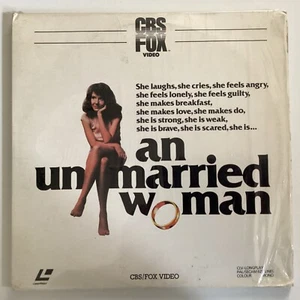 CBS
FOX
VIDEO
She laughs, she cries, she feels angry,
she feels lonely, she feels guilty,
she makes breakfast,
she makes love, she makes do,
she is strong, she is weak,
she is brave, she is scared, she is...
an
unmarried
woman
CBS/FOX VIDEO